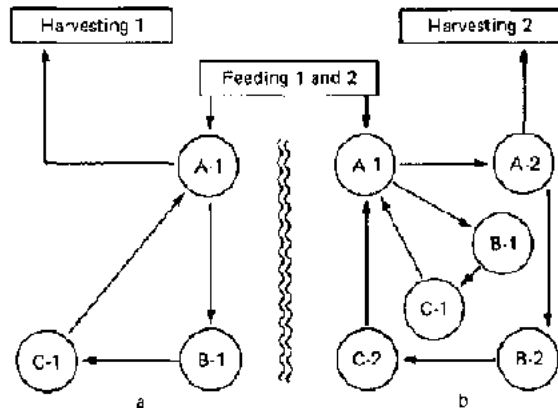 Harvesting 1
Harvesting 2
Feeding 1 and 2
A-1
A-1
A-2
B-1
C-1
C-1
B-1
C-2
B-2
a
b